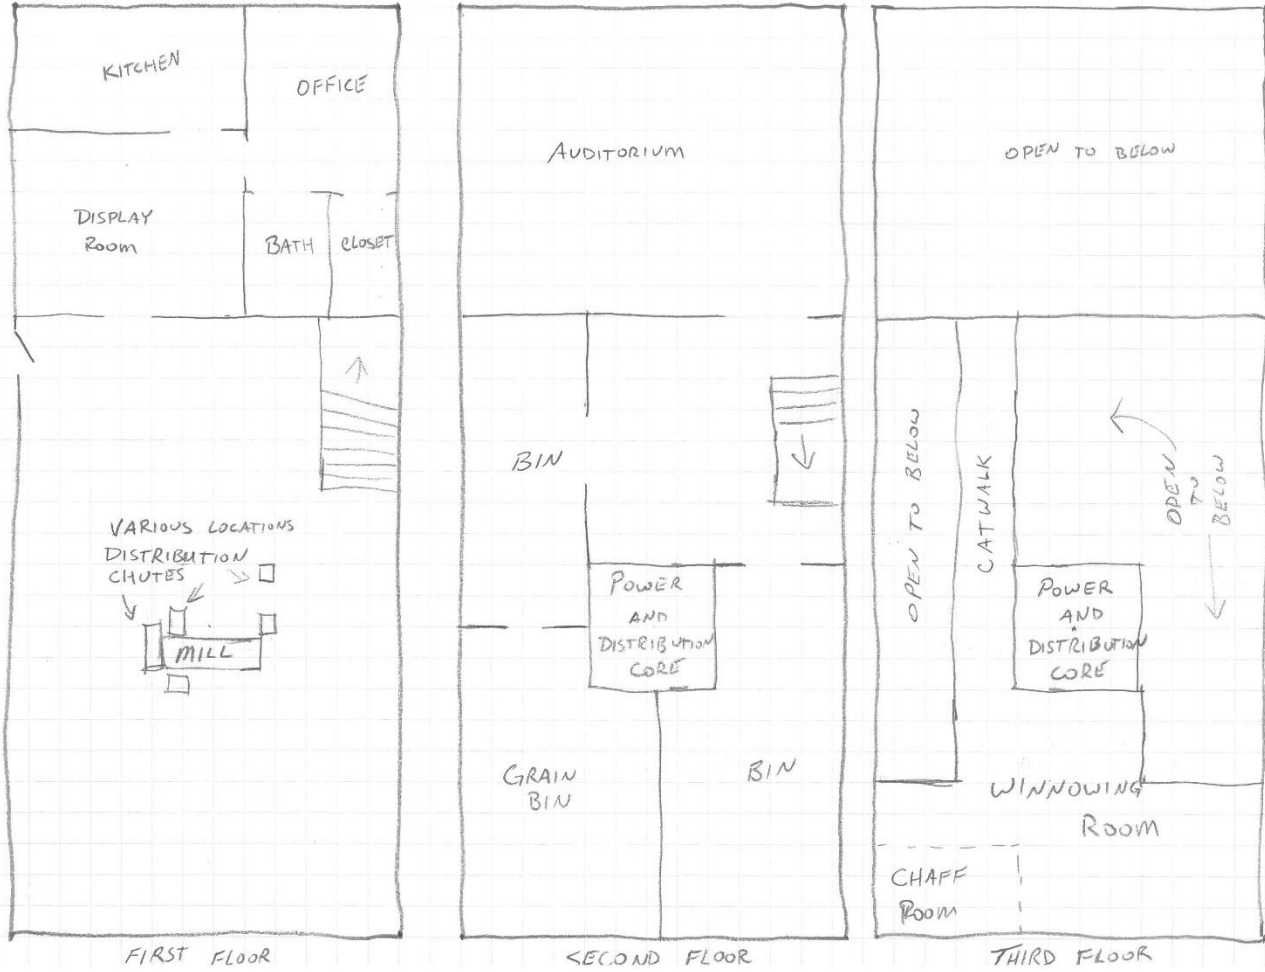 KITCHEN
OFFICE
DISPLAY
Room
BATH
CLOSET
VARIOUS LOCATIONS
DISTRIBUTION
CHUTES
MILL
FIRST FLOOR
AUDITORIUM
BIN
POWER
AND
DISTRIBUTION
CORE
GRAIN
BIN
BIN
SECOND FLOOR
OPEN TO BELOW
OPEN TO BELOW
CATWALK
OPEN
TO
BELOW
POWER
AND
DISTRIBUTION
CORE
WINNOWING
ROOM
CHAFF
Room
THIRD FLOOR